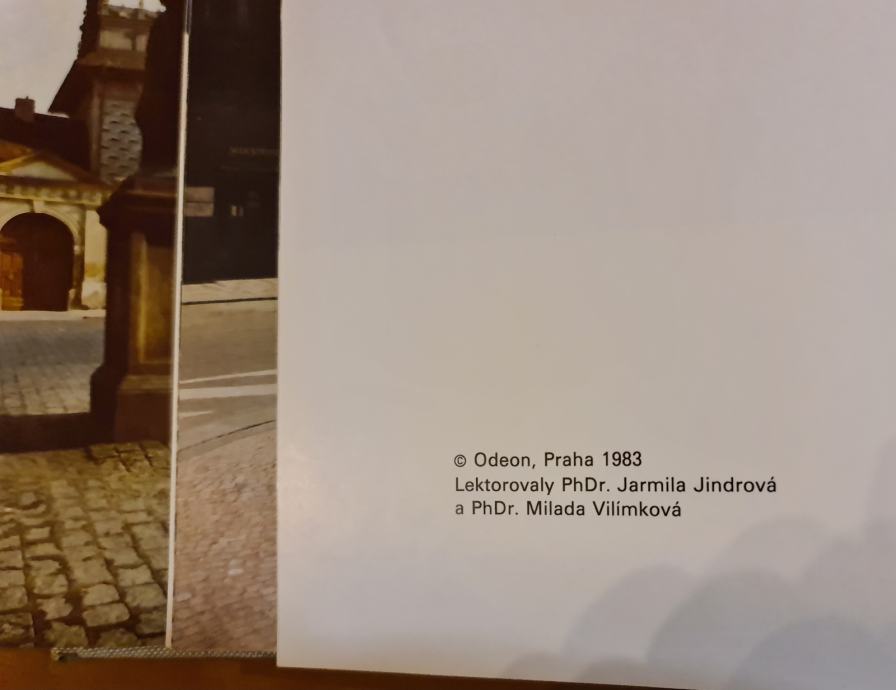 © Odeon, Praha 1983
Lektorovaly PhDr. Jarmila Jindrová
a PhDr. Milada Vilímková